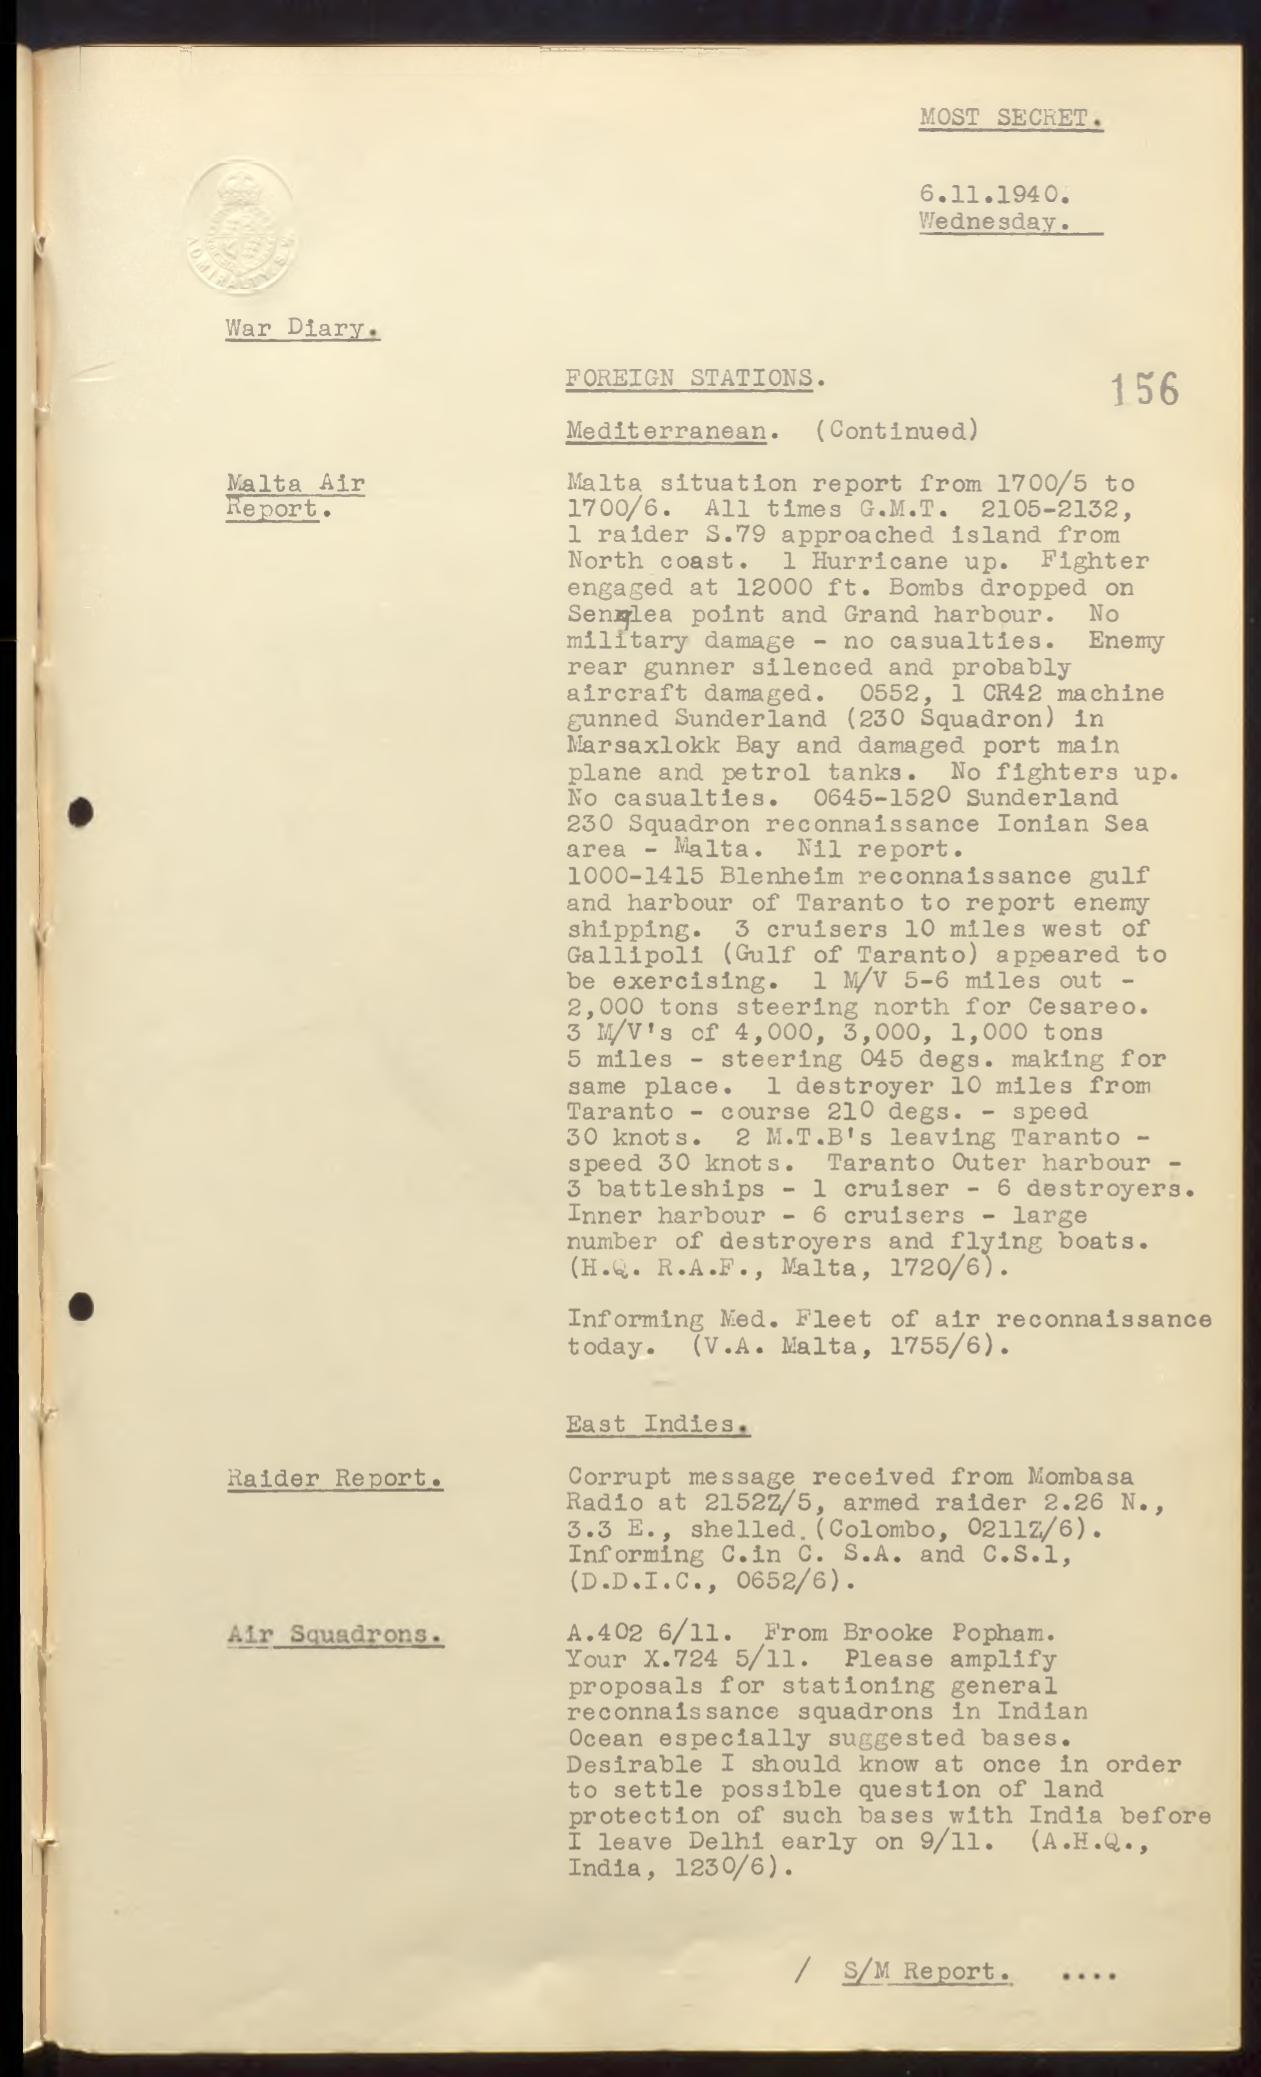 MOST SECRET.
6.11.1940.
Wednesday.
ADMIRALTY S.W.
War Diary.
FOREIGN STATIONS.
156
Mediterranean. (Continued)
Malta Air
Report.
Malta situation report from 1700/5 to
1700/6. All times G.M.T. 2105-2132,
1 raider S.79 approached island from
North coast. 1 Hurricane up. Fighter
engaged at 12000 ft. Bombs dropped on
Senglea point and Grand harbour. No
military damage - no casualties. Enemy
rear gunner silenced and probably
aircraft damaged. 0552, 1 CR42 machine
gunned Sunderland (230 Squadron) in
Marsaxlokk Bay and damaged port main
plane and petrol tanks. No fighters up.
No casualties. 0645-1520 Sunderland
230 Squadron reconnaissance Ionian Sea
area - Malta. Nil report.
1000-1415 Blenheim reconnaissance gulf
and harbour of Taranto to report enemy
shipping. 3 cruisers 10 miles west of
Gallipoli (Gulf of Taranto) appeared to
be exercising. 1 M/V 5-6 miles out -
2,000 tons steering north for Cesareo.
3 M/V's cf 4,000, 3,000, 1,000 tons
5 miles - steering 045 degs. making for
same place. 1 destroyer 10 miles from
Taranto - course 210 degs. - speed
30 knots. 2 M.T.B's leaving Taranto -
speed 30 knots. Taranto Outer harbour -
3 battleships - 1 cruiser - 6 destroyers.
Inner harbour - 6 cruisers - large
number of destroyers and flying boats.
(H.Q. R.A.F., Malta, 1720/6).
Informing Med. Fleet of air reconnaissance
today. (V.A. Malta, 1755/6).
East Indies.
Raider Report.
Corrupt message received from Mombasa
Radio at 2152Z/5, armed raider 2.26 N.,
3.3 E., shelled. (Colombo, 0211Z/6).
Informing C.in C. S.A. and C.S.1,
(D.D.I.C., 0652/6).
Air Squadrons.
A.402 6/11. From Brooke Popham.
Your X.724 5/11. Please amplify
proposals for stationing general
reconnaissance squadrons in Indian
Ocean especially suggested bases.
Desirable I should know at once in order
to settle possible question of land
protection of such bases with India before
I leave Delhi early on 9/11. (A.H.Q.,
India, 1230/6).
/ S/M Report. ....